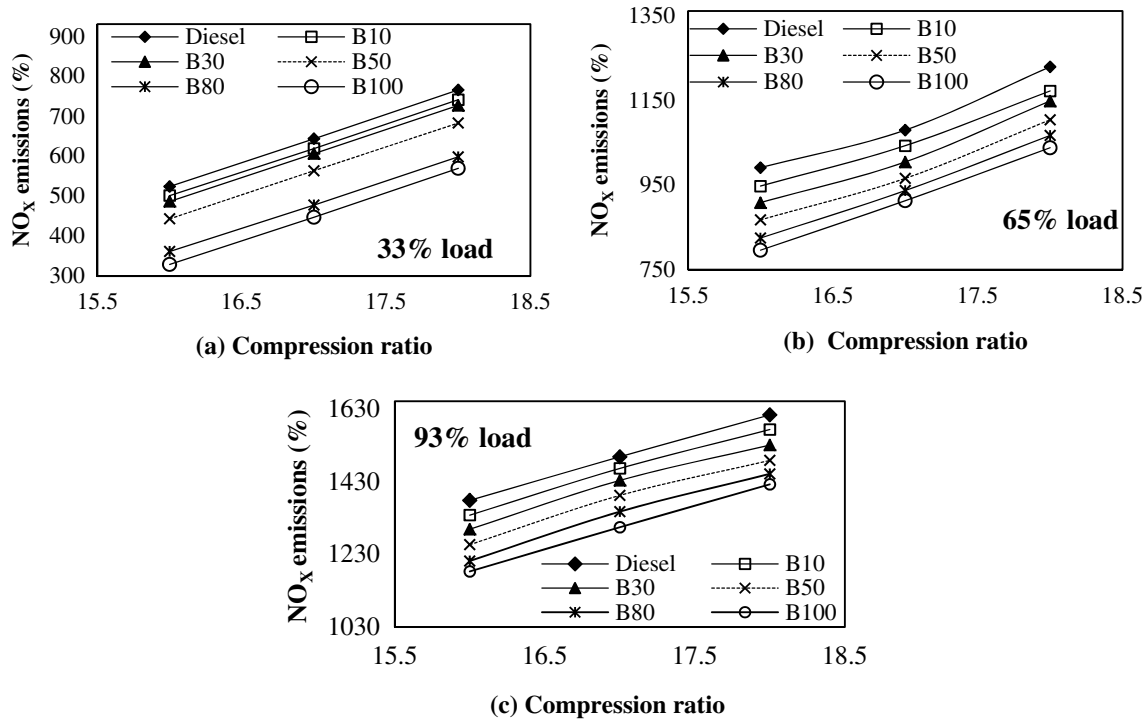 900
800
700
600
500
400
300
NOX emissions (%)
Diesel B10
B30 B50
B80 B100
33% load
15.5 16.5 17.5 18.5
(a) Compression ratio
1350
1150
950
750
NOX emissions (%)
Diesel B10
B30 B50
B80 B100
65% load
15.5 16.5 17.5 18.5
(b) Compression ratio
1630
1430
1230
1030
NOX emissions (%)
93% load
Diesel B10
B30 B50
B80 B100
15.5 16.5 17.5 18.5
(c) Compression ratio